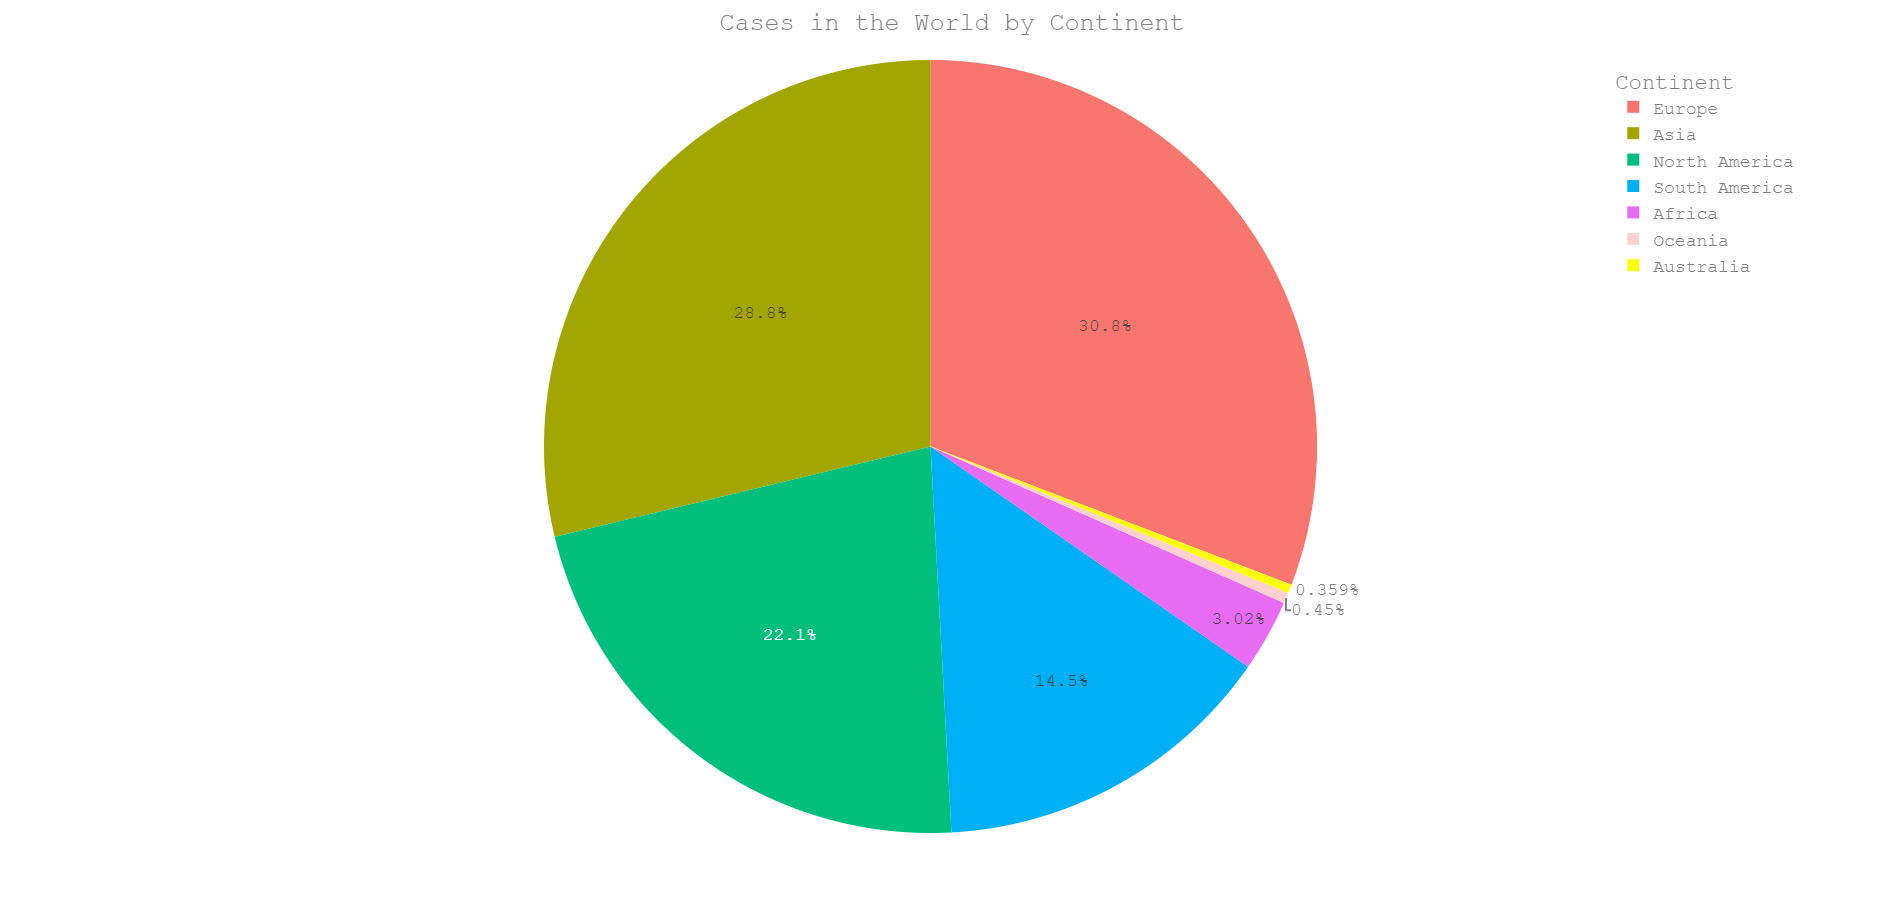 Cases in the World by Continent
Continent
Europe
Asia
North America
South America
Africa
Oceania
Australia
28.8%
30.8%
0.359%
0.45%
3.02%
22.1%
14.5%